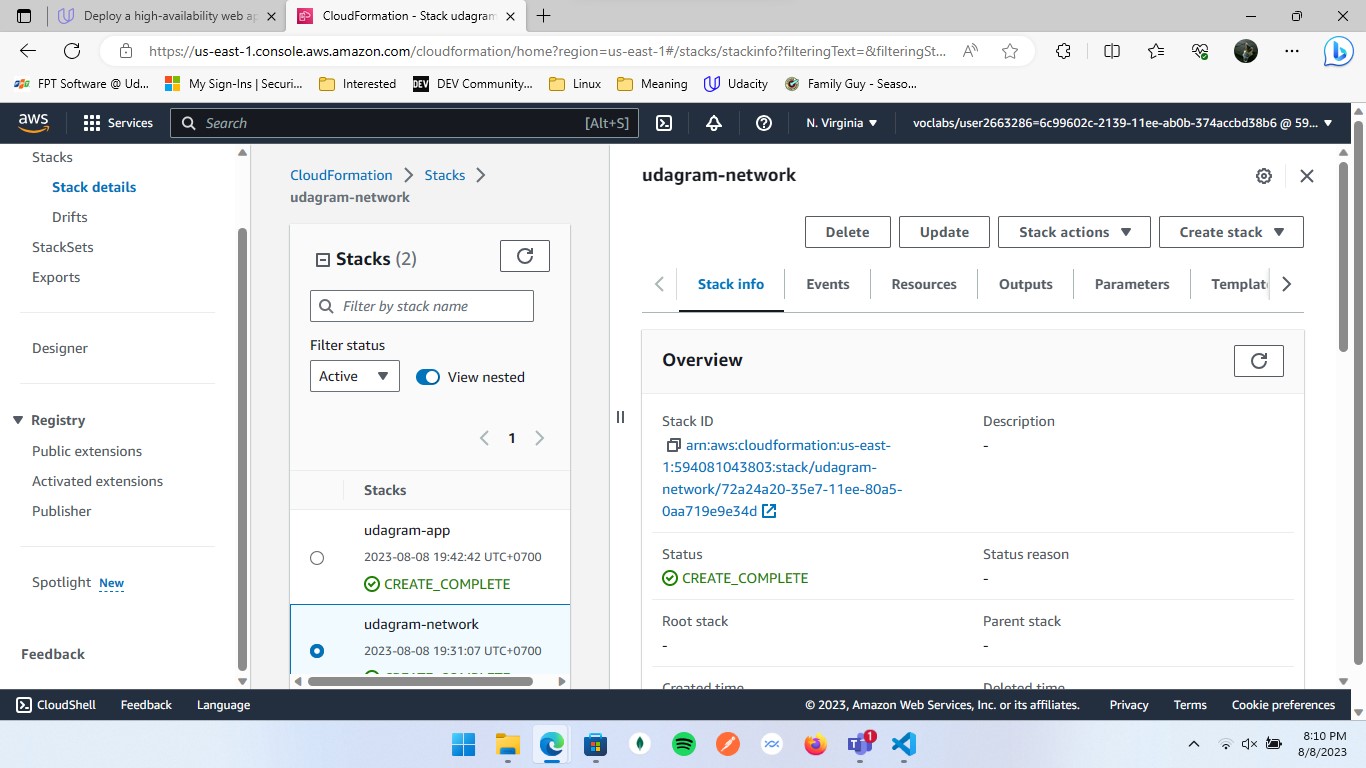 Deploy a high-availability web ap
CloudFormation - Stack udagram
https://us-east-1.console.aws.amazon.com/cloudformation/home?region=us-east-1#/stacks/stackinfo?filteringText=&filteringSt...
FPT Software @ Ud...
My Sign-Ins | Securi...
Interested
DEV
DEV Community...
Linux
Meaning
Udacity
Family Guy - Seaso...
aws
Services
Search
[Alt+S]
N. Virginia
voclabs/user2663286=6c99602c-2139-11ee-ab0b-374accbd38b6 @ 59...
Stacks
Stack details
Drifts
StackSets
Exports
Designer
Registry
Public extensions
Activated extensions
Publisher
Spotlight New
Feedback
CloudFormation
Stacks
udagram-network
Stacks (2)
Filter by stack name
Filter status
Active
View nested
1
Stacks
udagram-app
2023-08-08 19:42:42 UTC+0700
CREATE_COMPLETE
udagram-network
2023-08-08 19:31:07 UTC+0700
udagram-network
Delete
Update
Stack actions
Create stack
Stack info
Events
Resources
Outputs
Parameters
Templat
Overview
Stack ID
arn:aws:cloudformation:us-east-
1:594081043803:stack/udagram-
network/72a24a20-35e7-11ee-80a5-
0aa719e9e34d
Description
-
Status
CREATE_COMPLETE
Status reason
-
Root stack
-
Parent stack
-
Created time
Deleted time
CloudShell
Feedback
Language
© 2023, Amazon Web Services, Inc. or its affiliates.
Privacy
Terms
Cookie preferences
1
8:10 PM
8/8/2023